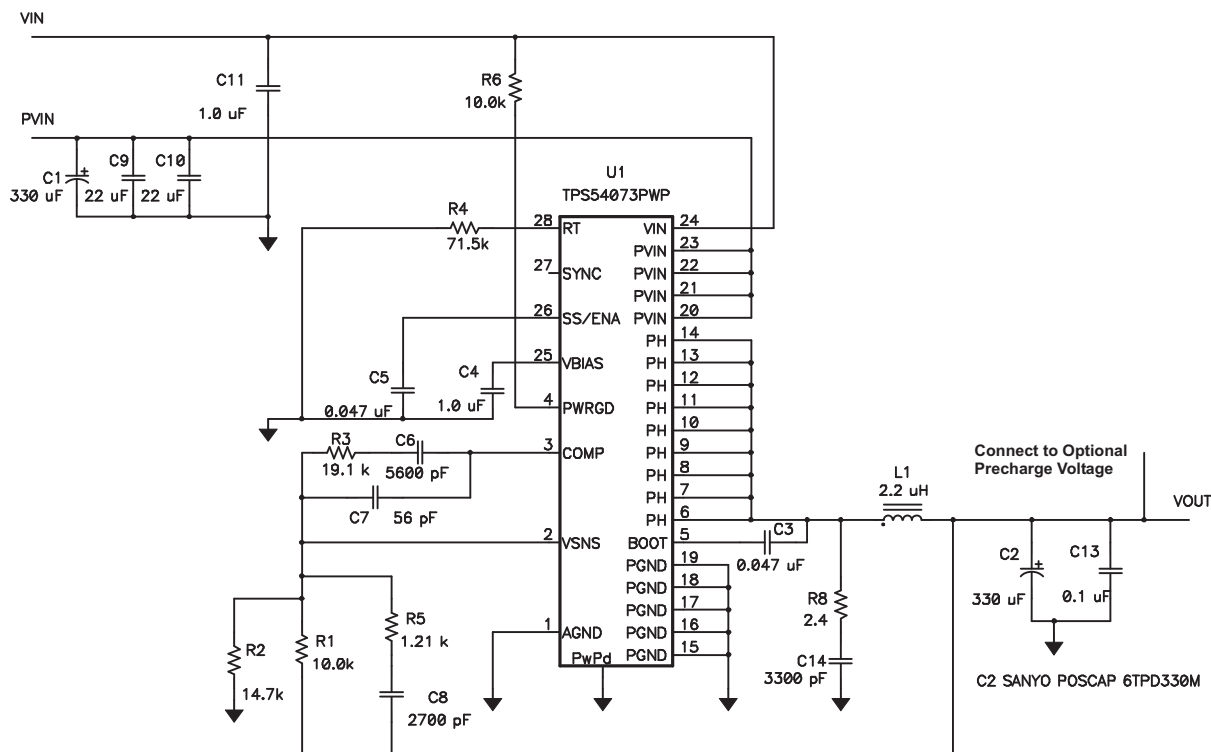 VIN
C11
1.0 uF
R6
10.0k
PVIN
C1
330 uF
C9
22 uF
C10
22 uF
U1
TPS54073PWP
R4
71.5k
28 RT
27 SYNC
26 SS/ENA
25 VBIAS
4 PWRGD
3 COMP
2 VSNS
1 AGND
PwPd
VIN 24
PVIN 23
PVIN 22
PVIN 21
PVIN 20
PH 14
PH 13
PH 12
PH 11
PH 10
PH 9
PH 8
PH 7
PH 6
BOOT 5
PGND 19
PGND 18
PGND 17
PGND 16
PGND 15
C5
0.047 uF
C4
1.0 uF
R3
19.1 k
C6
5600 pF
C7
56 pF
R2
14.7k
R1
10.0k
R5
1.21 k
C8
2700 pF
C3
0.047 uF
R8
2.4
C14
3300 pF
L1
2.2 uH
Connect to Optional
Precharge Voltage
VOUT
C2
330 uF
+
C13
0.1 uF
+
C2 SANYO POSCAP 6TPD330M